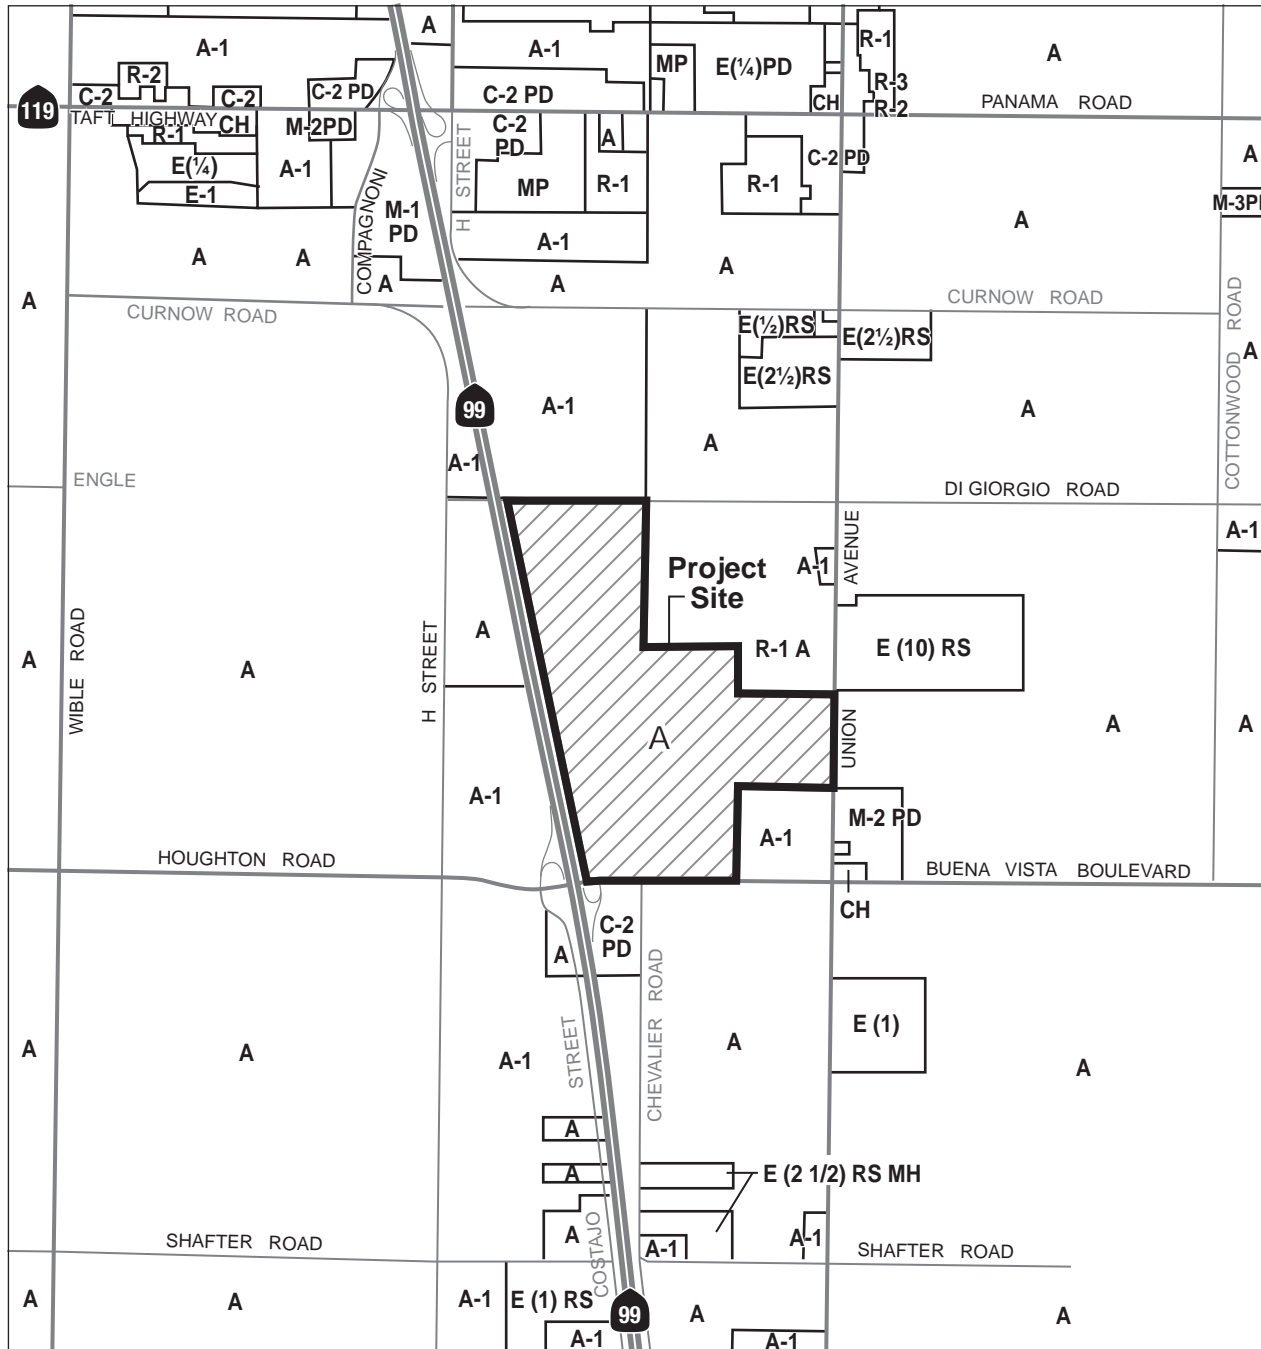 A
A-1
A-1
R-1
A
MP
E(¼)PD
R-2
C-2
C-2
C-2 PD
C-2 PD
R-3
CH
R-2
119
TAFT HIGHWAY
PANAMA ROAD
R-1
CH
M-2PD
C-2
PD
A
C-2 PD
A
E(¼)
A-1
MP
R-1
R-1
E-1
M-3P
COMPAGNONI
M-1
PD
H STREET
A-1
A
A
A
A
A
A
A
CURNOW ROAD
CURNOW ROAD
E(½)RS
E(2½)RS
E(2½)RS
COTTONWOOD ROAD
A
99
A-1
A
A
A-1
ENGLE
DI GIORGIO ROAD
A-1
AVENUE
Project
Site
A-1
A
A
A
R-1 A
E (10) RS
WIBLE ROAD
H STREET
UNION
A
A
A
A-1
M-2 PD
A-1
HOUGHTON ROAD
BUENA VISTA BOULEVARD
CH
C-2
PD
A
CHEVALIER ROAD
E (1)
STREET
A
A
A-1
A
A
A
A
E (2 1/2) RS MH
A
COSTAJO
A-1
A-1
SHAFTER ROAD
SHAFTER ROAD
A
A
A-1
E (1) RS
99
A
A
A-1
A-1